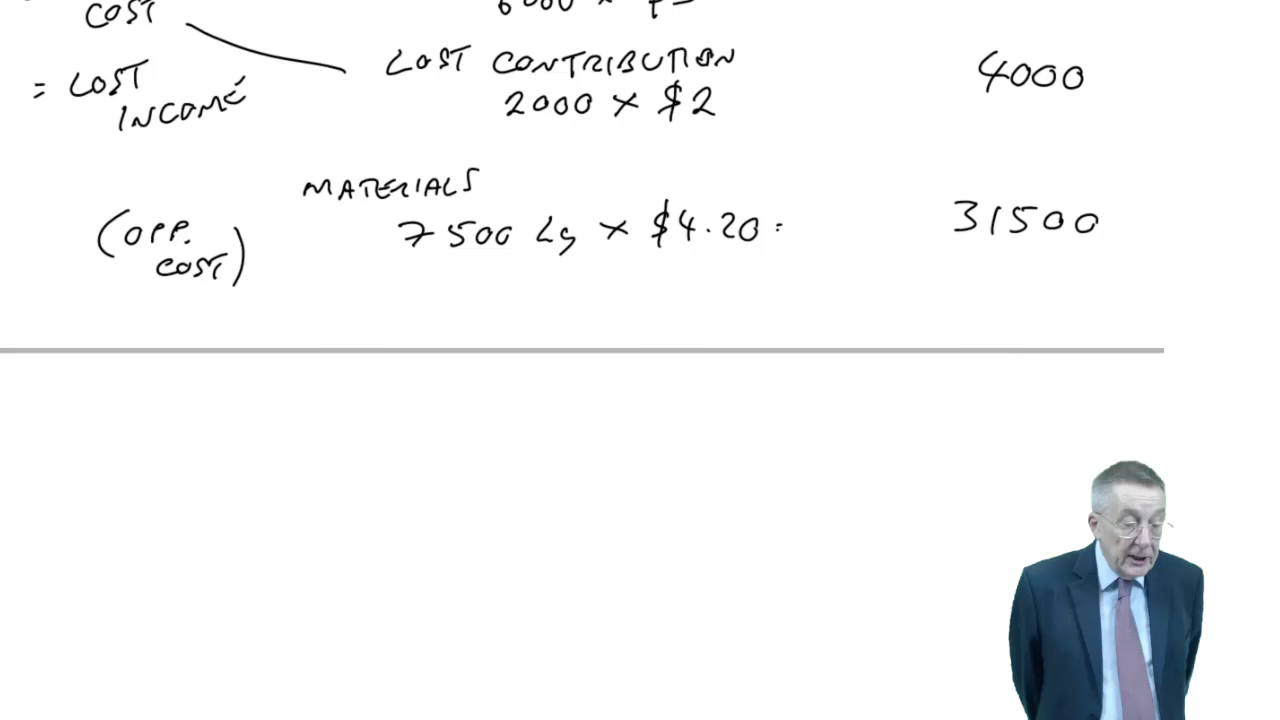 COST
= LOST
INCOME
LOST CONTRIBUTION
2000 × $2
4000
MATERIALS
(OPP.
COST)
7500 kg × $4.20 =
31500